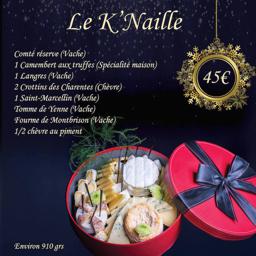 Le K'Naille
Comté réserve (Vache)
1 Camembert aux truffes (Spécialité maison)
1 Langres (Vache)
2 Crottins des Charentes (Chèvre)
1 Saint-Marcellin (Vache)
Tomme de Yenne (Vache)
Fourme de Montbrison (Vache)
1/2 chèvre au piment
45€
Environ 910 grs